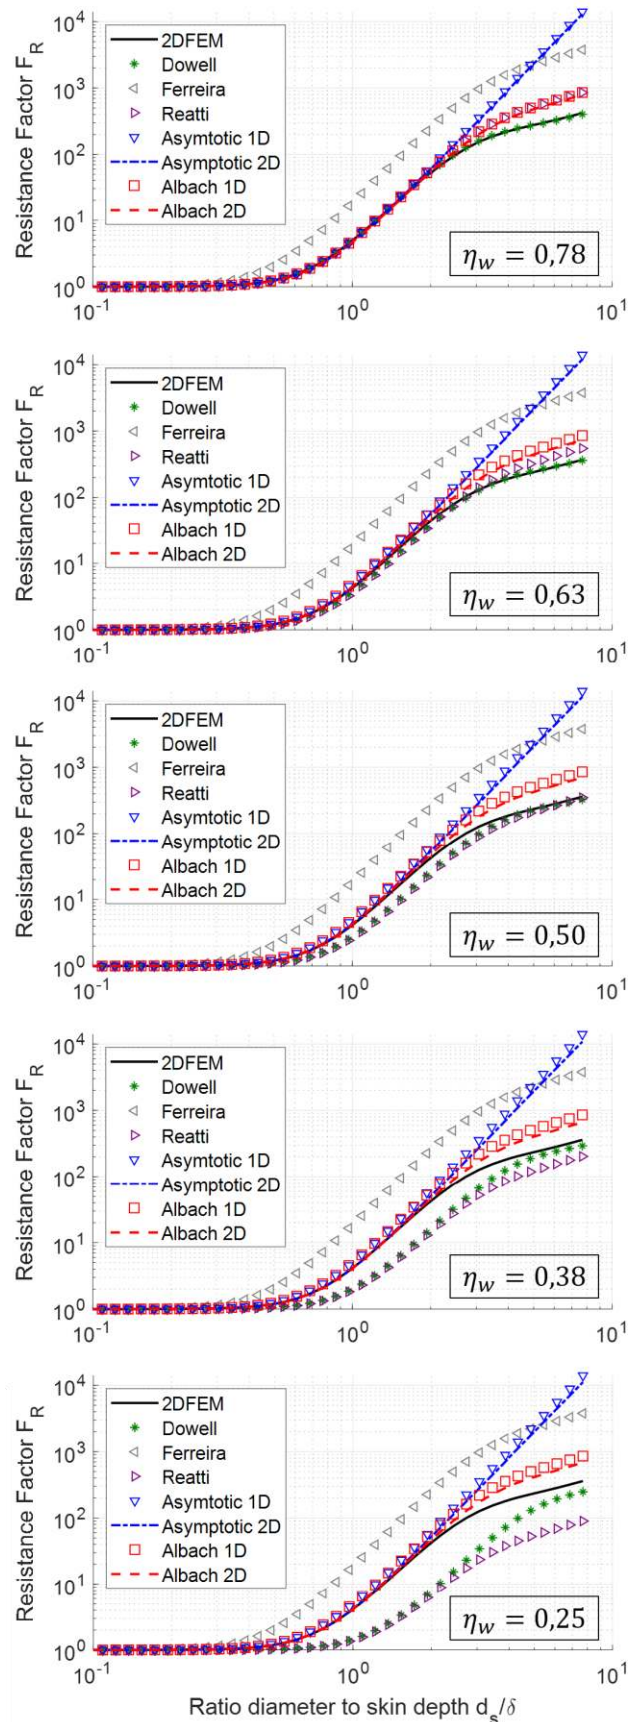 10^4
10^3
10^2
10^1
10^0
Resistance Factor F_R
2DFEM
Dowell
Ferreira
Reatti
Asymtotic 1D
Asymptotic 2D
Albach 1D
Albach 2D
η_w = 0,78
10^-1
10^0
10^1
10^4
10^3
10^2
10^1
10^0
Resistance Factor F_R
2DFEM
Dowell
Ferreira
Reatti
Asymtotic 1D
Asymptotic 2D
Albach 1D
Albach 2D
η_w = 0,63
10^-1
10^0
10^1
10^4
10^3
10^2
10^1
10^0
Resistance Factor F_R
2DFEM
Dowell
Ferreira
Reatti
Asymtotic 1D
Asymptotic 2D
Albach 1D
Albach 2D
η_w = 0,50
10^-1
10^0
10^1
10^4
10^3
10^2
10^1
10^0
Resistance Factor F_R
2DFEM
Dowell
Ferreira
Reatti
Asymtotic 1D
Asymptotic 2D
Albach 1D
Albach 2D
η_w = 0,38
10^-1
10^0
10^1
10^4
10^3
10^2
10^1
10^0
Resistance Factor F_R
2DFEM
Dowell
Ferreira
Reatti
Asymtotic 1D
Asymptotic 2D
Albach 1D
Albach 2D
η_w = 0,25
10^-1
10^0
10^1
Ratio diameter to skin depth d_s/δ